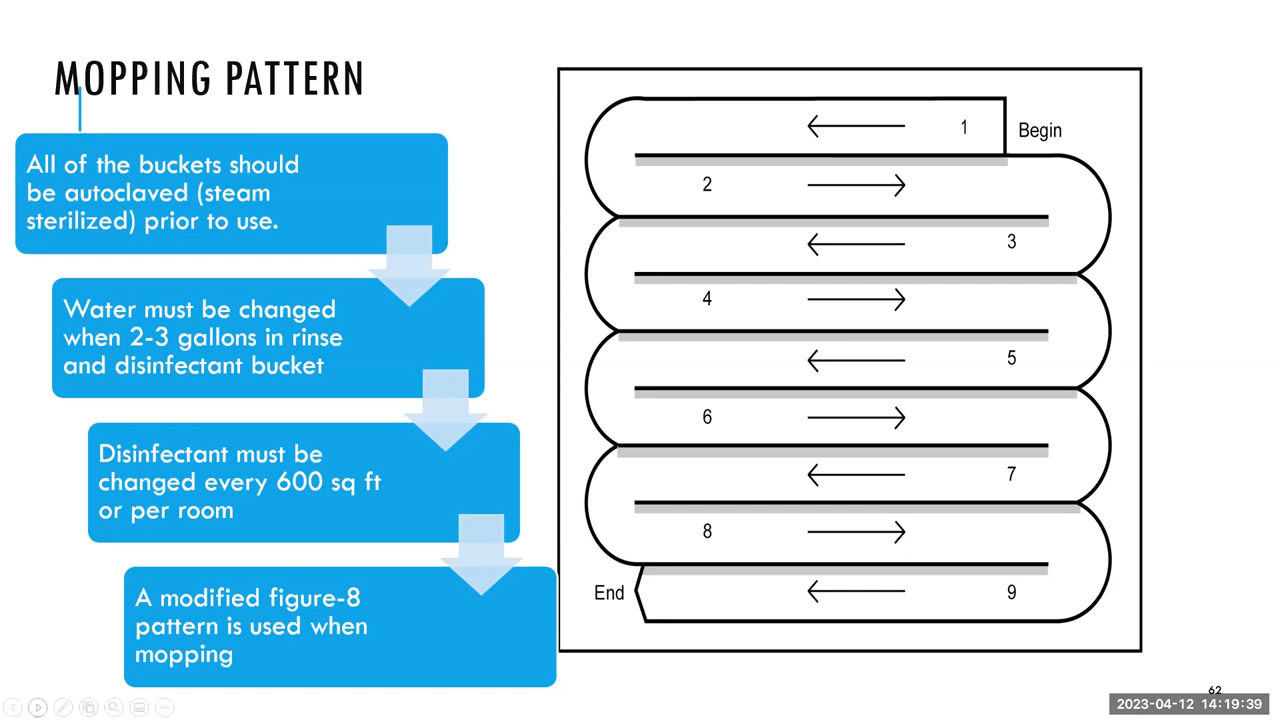 MOPPING PATTERN
All of the buckets should
be autoclaved (steam
sterilized) prior to use.
Water must be changed
when 2-3 gallons in rinse
and disinfectant bucket
Disinfectant must be
changed every 600 sq ft
or per room
A modified figure-8
pattern is used when
mopping
1 Begin
2
3
4
5
6
7
8
End 9
62
2023-04-12 14:19:39